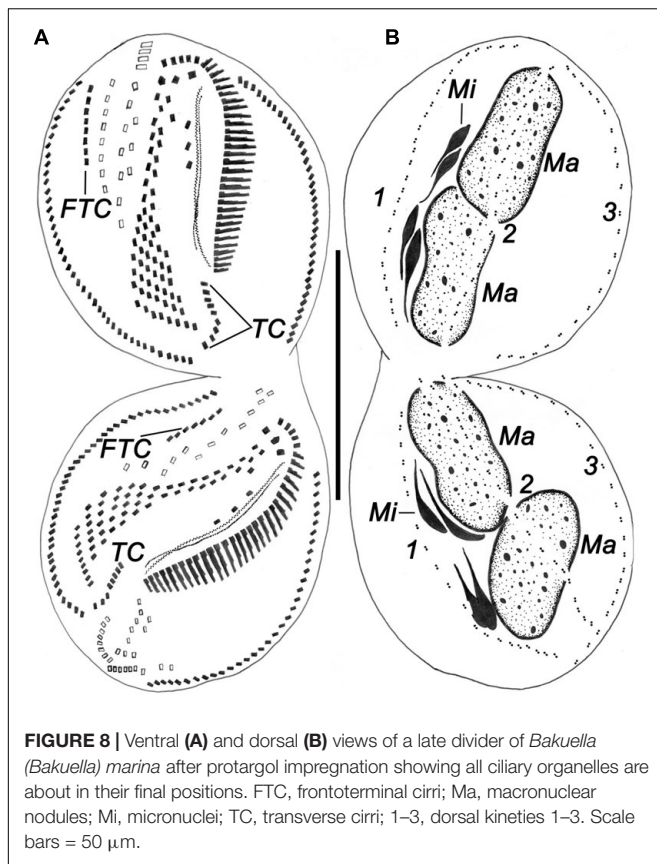 A
B
Mi
Ma
1
3
FTC
2
Ma
TC
FTC
Ma
3
2
Mi
TC
1
Ma
FIGURE 8 | Ventral (A) and dorsal (B) views of a late divider of Bakuella
(Bakuella) marina after protargol impregnation showing all ciliary organelles are
about in their final positions. FTC, frontoterminal cirri; Ma, macronuclear
nodules; Mi, micronuclei; TC, transverse cirri; 1–3, dorsal kineties 1–3. Scale
bars = 50 μm.